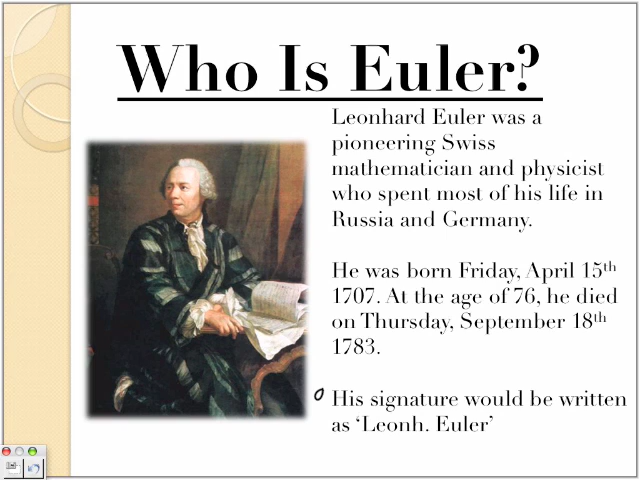 Who Is Euler?
Leonhard Euler was a
pioneering Swiss
mathematician and physicist
who spent most of his life in
Russia and Germany.
He was born Friday, April 15th
1707. At the age of 76, he died
on Thursday, September 18th
1783.
His signature would be written
as ‘Leonh. Euler’